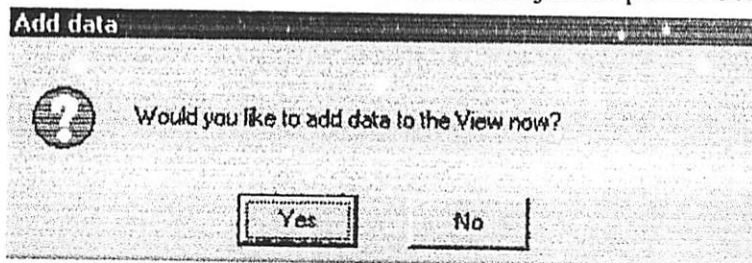 Add data
?
Would you like to add data to the View now?
Yes
No